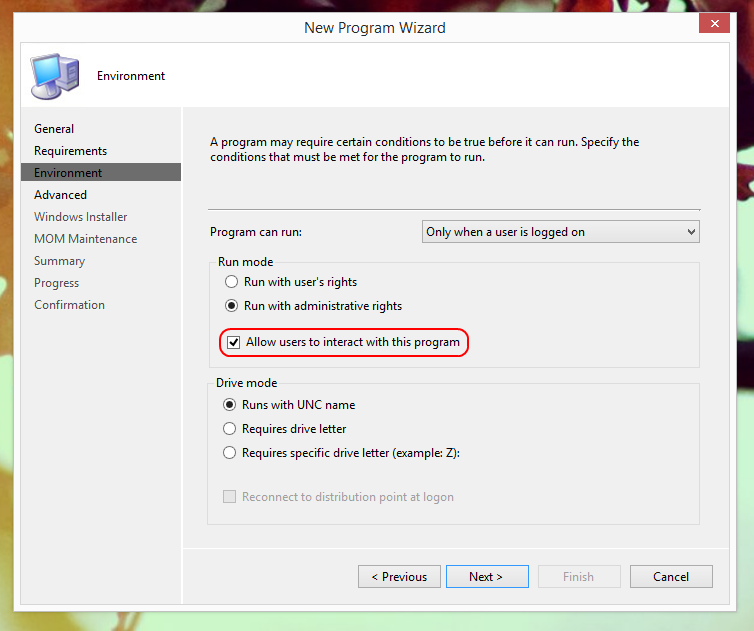 New Program Wizard
Environment
General
Requirements
Environment
Advanced
Windows Installer
MOM Maintenance
Summary
Progress
Confirmation
A program may require certain conditions to be true before it can run. Specify the
conditions that must be met for the program to run.
Program can run:
Only when a user is logged on
Run mode
Run with user's rights
Run with administrative rights
Allow users to interact with this program
Drive mode
Runs with UNC name
Requires drive letter
Requires specific drive letter (example: Z):
Reconnect to distribution point at logon
< Previous
Next >
Finish
Cancel